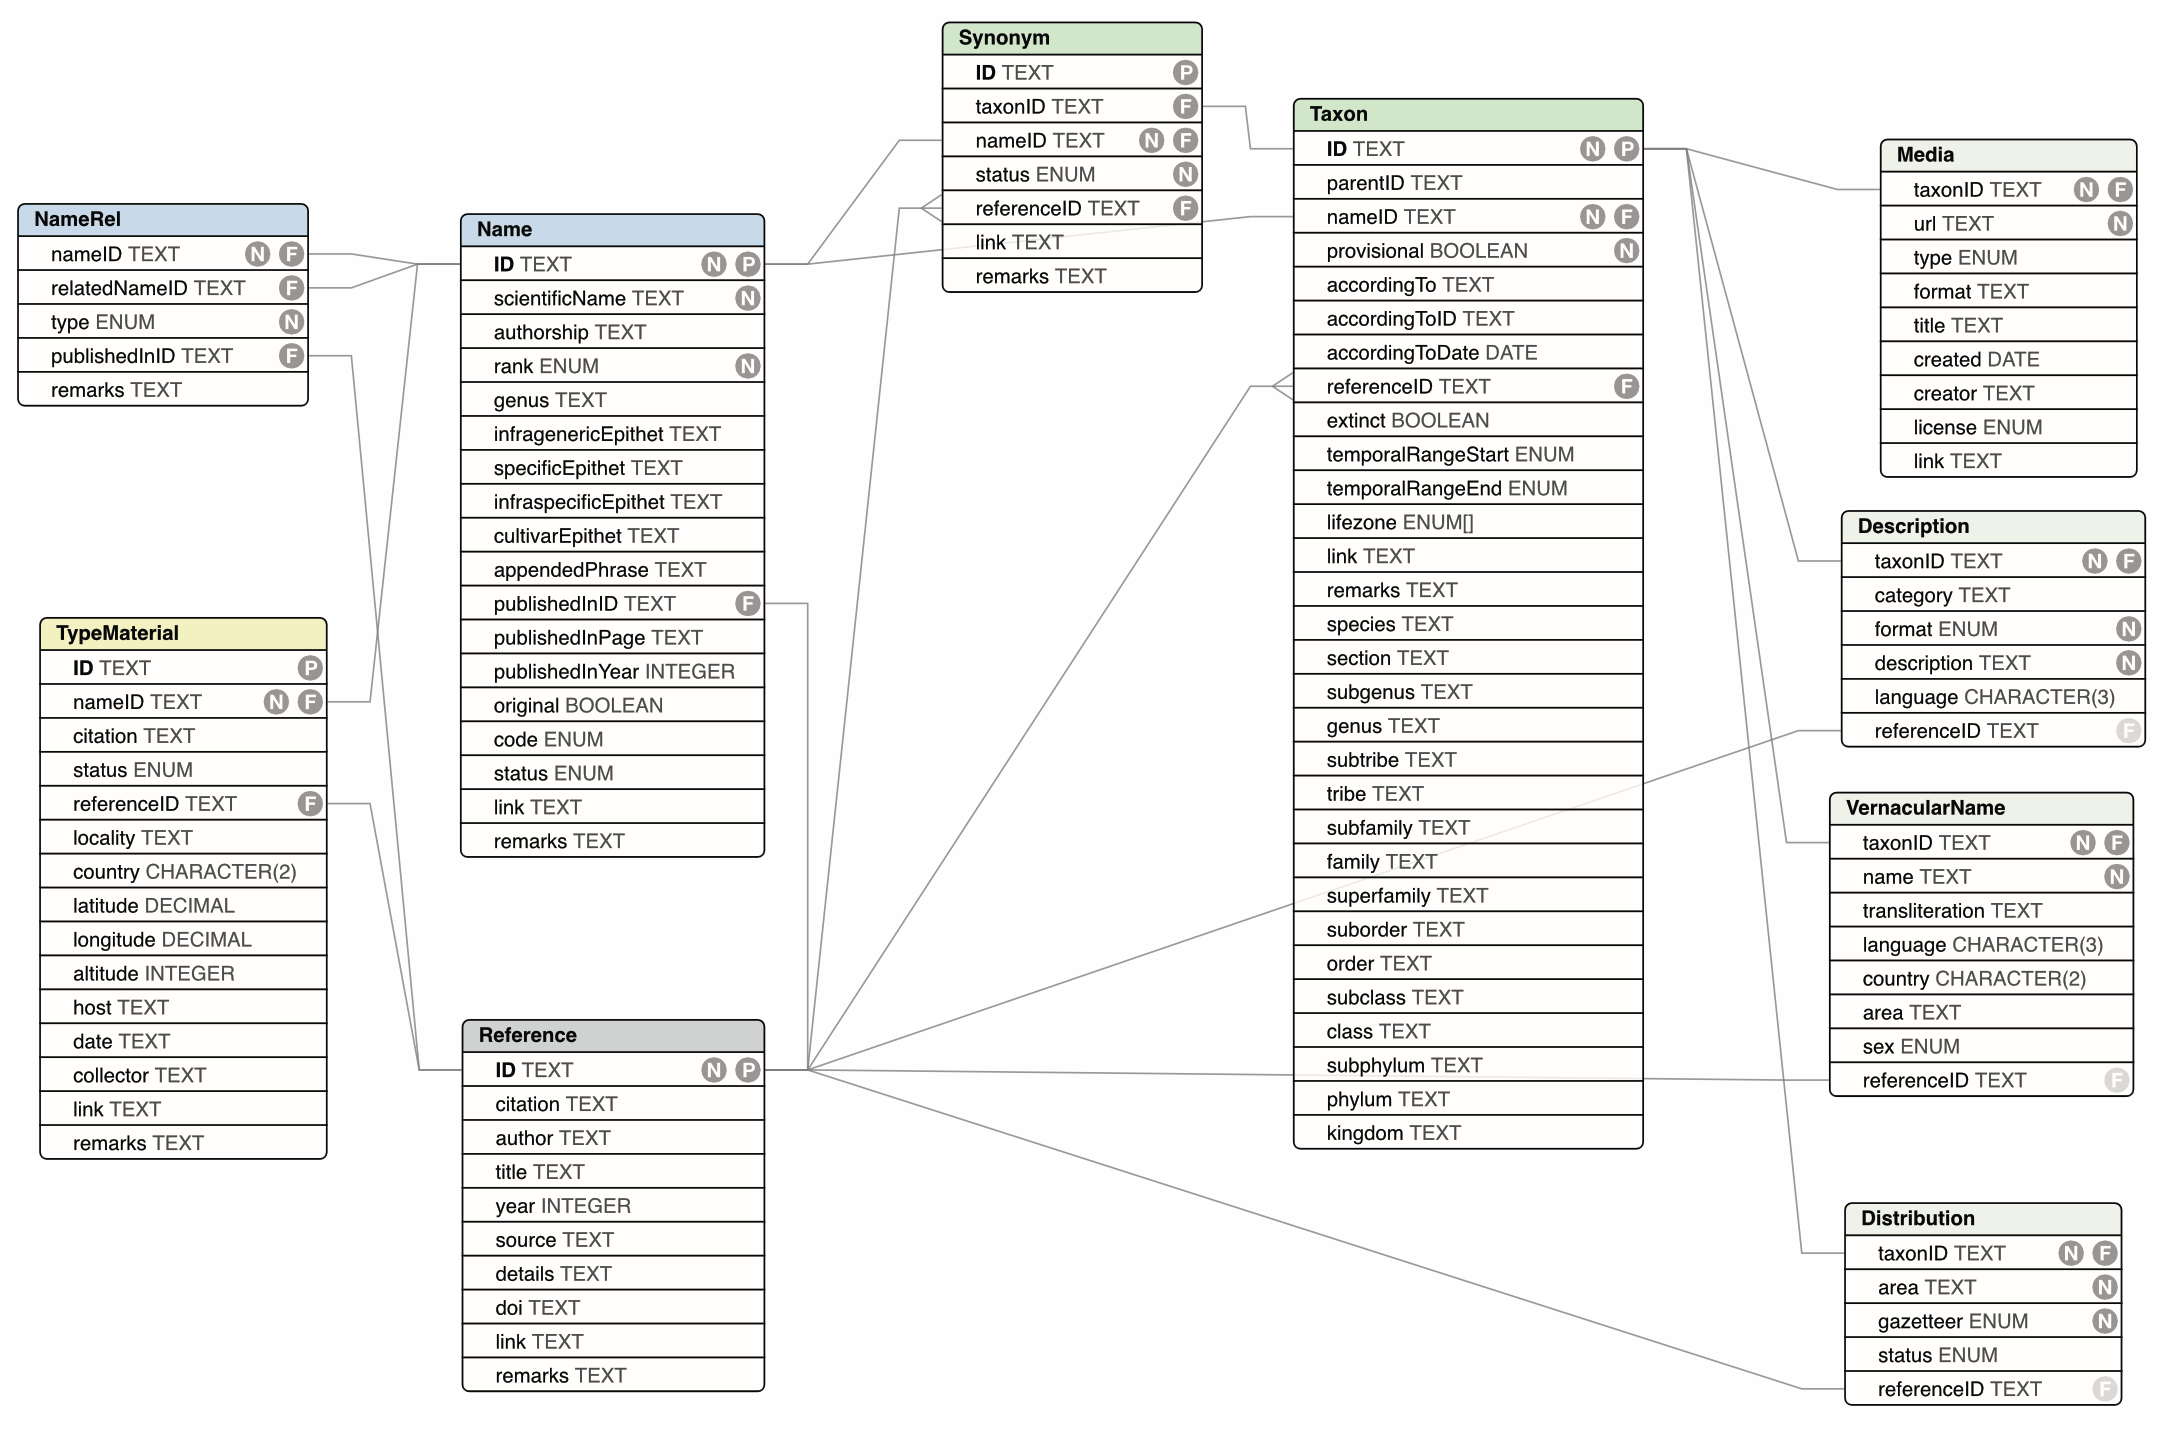 Synonym
ID TEXT P
taxonID TEXT F
nameID TEXT N F
status ENUM N
referenceID TEXT F
link TEXT
remarks TEXT
Taxon
ID TEXT N P
parentID TEXT
nameID TEXT N F
provisional BOOLEAN N
accordingTo TEXT
accordingToID TEXT
accordingToDate DATE
referenceID TEXT F
extinct BOOLEAN
temporalRangeStart ENUM
temporalRangeEnd ENUM
lifezone ENUM[]
link TEXT
remarks TEXT
species TEXT
section TEXT
subgenus TEXT
genus TEXT
subtribe TEXT
tribe TEXT
subfamily TEXT
family TEXT
superfamily TEXT
suborder TEXT
order TEXT
subclass TEXT
class TEXT
subphylum TEXT
phylum TEXT
kingdom TEXT
Media
taxonID TEXT N F
url TEXT N
type ENUM
format TEXT
title TEXT
created DATE
creator TEXT
license ENUM
link TEXT
NameRel
nameID TEXT N F
relatedNameID TEXT F
type ENUM N
publishedInID TEXT F
remarks TEXT
Name
ID TEXT N P
scientificName TEXT N
authorship TEXT
rank ENUM N
genus TEXT
infragenericEpithet TEXT
specificEpithet TEXT
infraspecificEpithet TEXT
cultivarEpithet TEXT
appendedPhrase TEXT
publishedInID TEXT F
publishedInPage TEXT
publishedInYear INTEGER
original BOOLEAN
code ENUM
status ENUM
link TEXT
remarks TEXT
Description
taxonID TEXT N F
category TEXT
format ENUM N
description TEXT N
language CHARACTER(3)
referenceID TEXT F
TypeMaterial
ID TEXT P
nameID TEXT N F
citation TEXT
status ENUM
referenceID TEXT F
locality TEXT
country CHARACTER(2)
latitude DECIMAL
longitude DECIMAL
altitude INTEGER
host TEXT
date TEXT
collector TEXT
link TEXT
remarks TEXT
VernacularName
taxonID TEXT N F
name TEXT N
transliteration TEXT
language CHARACTER(3)
country CHARACTER(2)
area TEXT
sex ENUM
referenceID TEXT F
Reference
ID TEXT N P
citation TEXT
author TEXT
title TEXT
year INTEGER
source TEXT
details TEXT
doi TEXT
link TEXT
remarks TEXT
Distribution
taxonID TEXT N F
area TEXT N
gazetteer ENUM N
status ENUM
referenceID TEXT F